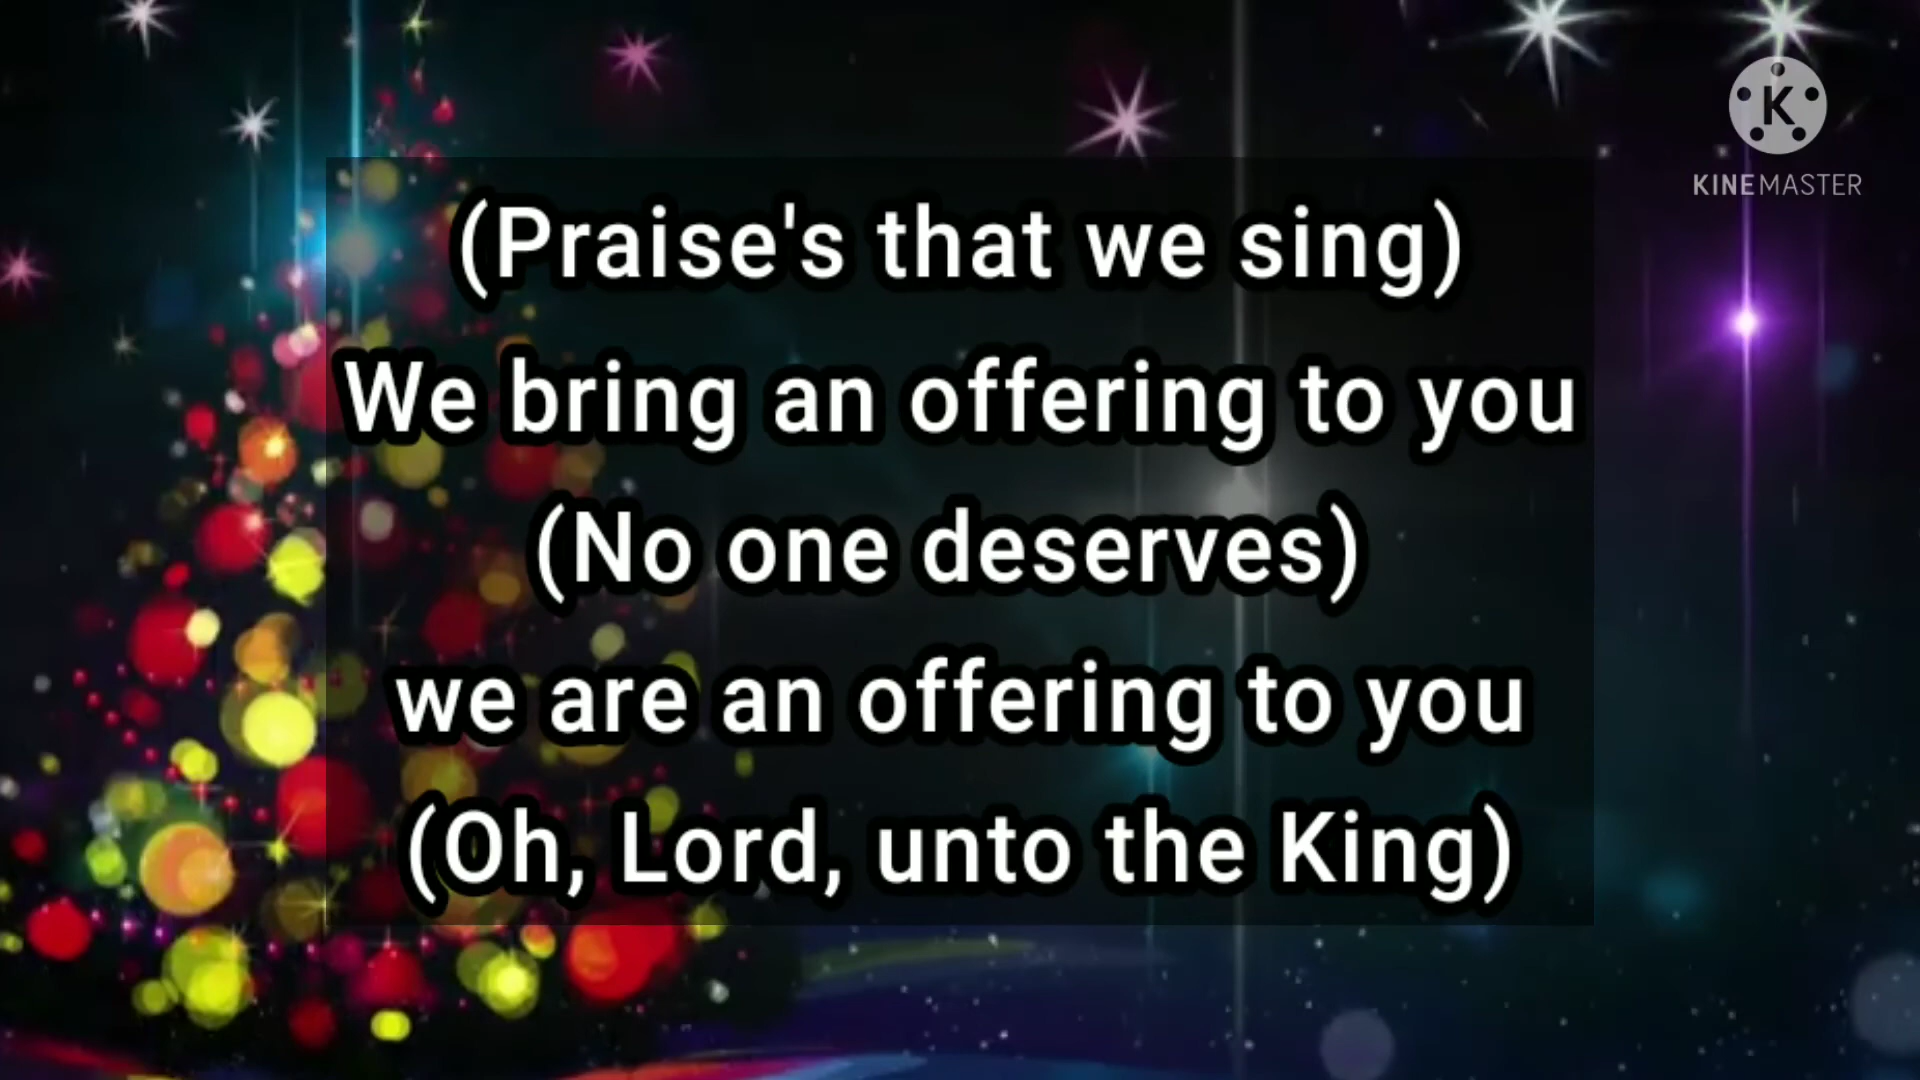 KINEMASTER
(Praise's that we sing)
We bring an offering to you
(No one deserves)
we are an offering to you
(Oh, Lord, unto the King)